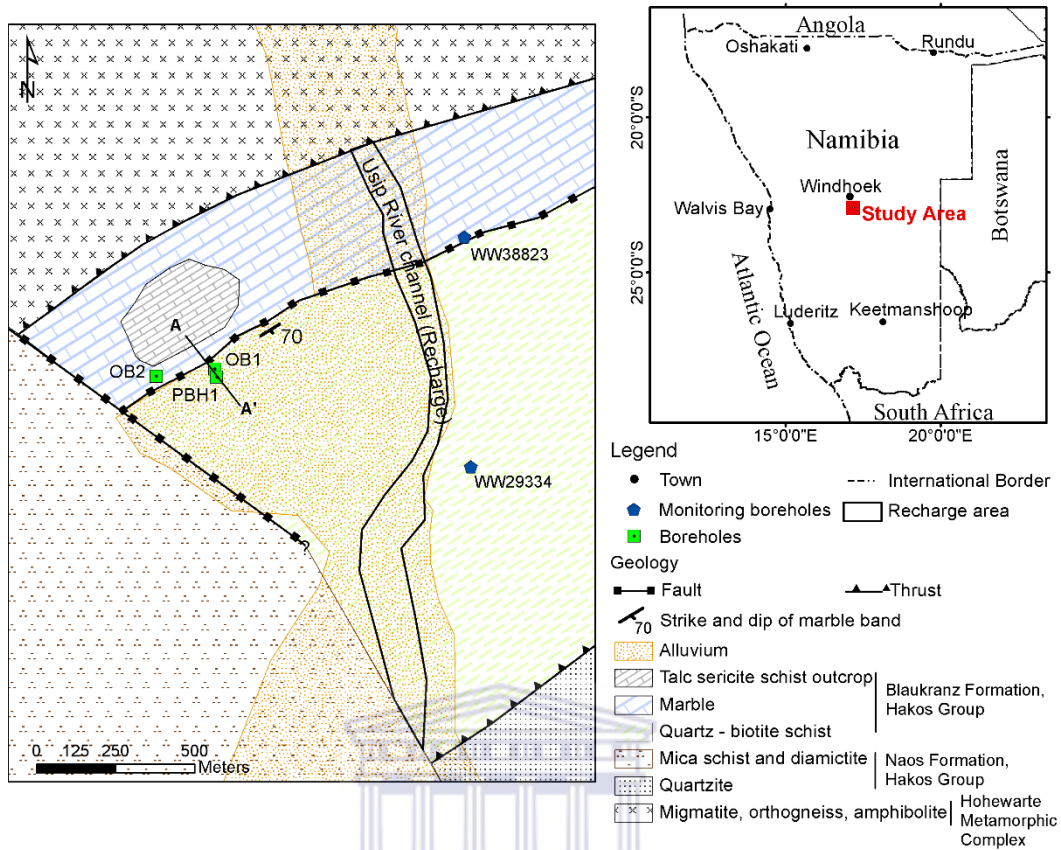 N
Usip River channel (Recharge)
WW38823
A
70
OB2
OB1
PBH1
A'
WW29334
?
0 125 250 500
Meters
Angola
Oshakati
Rundu
20°0'0"S
Namibia
Windhoek
Walvis Bay
Study Area
Botswana
25°0'0"S
Atlantic Ocean
Luderitz
Keetmanshoop
South Africa
15°0'0"E 20°0'0"E
Legend
Town
International Border
Monitoring boreholes
Recharge area
Boreholes
Geology
Fault
Thrust
70 Strike and dip of marble band
Alluvium
Talc sericite schist outcrop
Marble
Quartz - biotite schist
Blaukranz Formation,
Hakos Group
Mica schist and diamictite
Quartzite
Naos Formation,
Hakos Group
Migmatite, orthogneiss, amphibolite
Hohewarte
Metamorphic
Complex